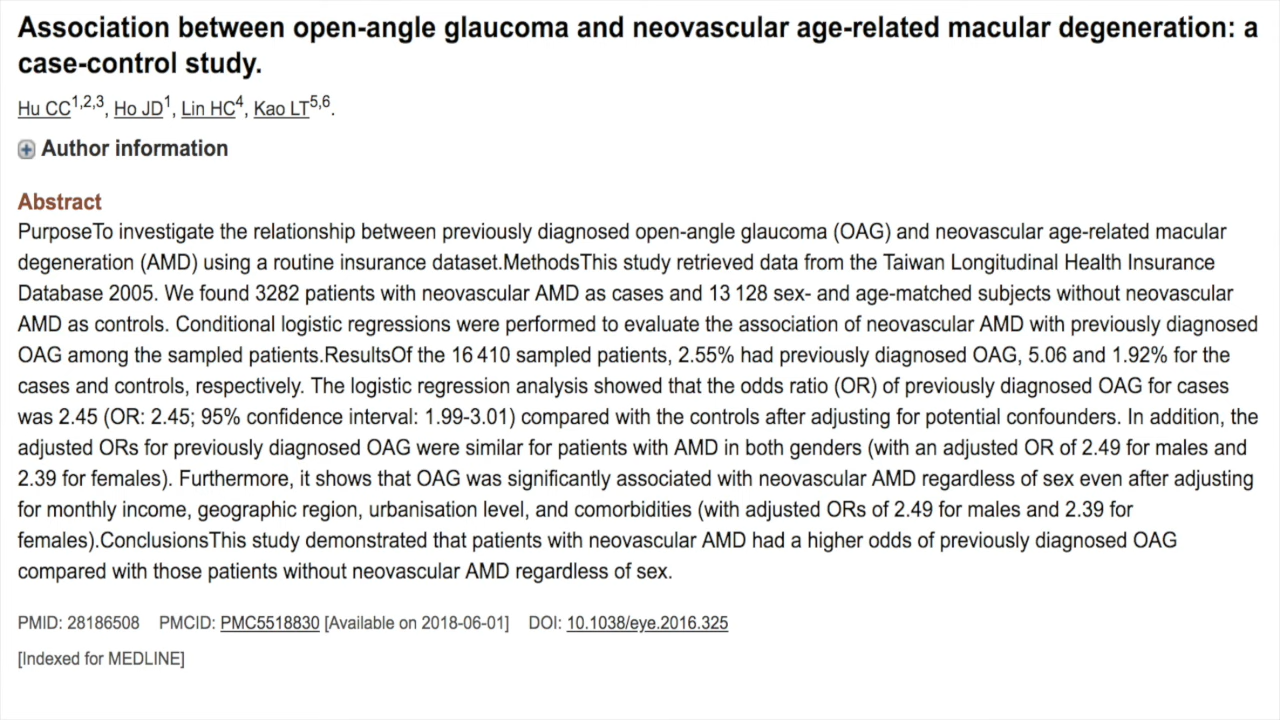 Association between open-angle glaucoma and neovascular age-related macular degeneration: a
case-control study.
Hu CC1,2,3, Ho JD1, Lin HC4, Kao LT5,6.
Author information
Abstract
PurposeTo investigate the relationship between previously diagnosed open-angle glaucoma (OAG) and neovascular age-related macular
degeneration (AMD) using a routine insurance dataset.MethodsThis study retrieved data from the Taiwan Longitudinal Health Insurance
Database 2005. We found 3282 patients with neovascular AMD as cases and 13 128 sex- and age-matched subjects without neovascular
AMD as controls. Conditional logistic regressions were performed to evaluate the association of neovascular AMD with previously diagnosed
OAG among the sampled patients.ResultsOf the 16 410 sampled patients, 2.55% had previously diagnosed OAG, 5.06 and 1.92% for the
cases and controls, respectively. The logistic regression analysis showed that the odds ratio (OR) of previously diagnosed OAG for cases
was 2.45 (OR: 2.45; 95% confidence interval: 1.99-3.01) compared with the controls after adjusting for potential confounders. In addition, the
adjusted ORs for previously diagnosed OAG were similar for patients with AMD in both genders (with an adjusted OR of 2.49 for males and
2.39 for females). Furthermore, it shows that OAG was significantly associated with neovascular AMD regardless of sex even after adjusting
for monthly income, geographic region, urbanisation level, and comorbidities (with adjusted ORs of 2.49 for males and 2.39 for
females).ConclusionsThis study demonstrated that patients with neovascular AMD had a higher odds of previously diagnosed OAG
compared with those patients without neovascular AMD regardless of sex.
PMID: 28186508 PMCID: PMC5518830 [Available on 2018-06-01] DOI: 10.1038/eye.2016.325
[Indexed for MEDLINE]